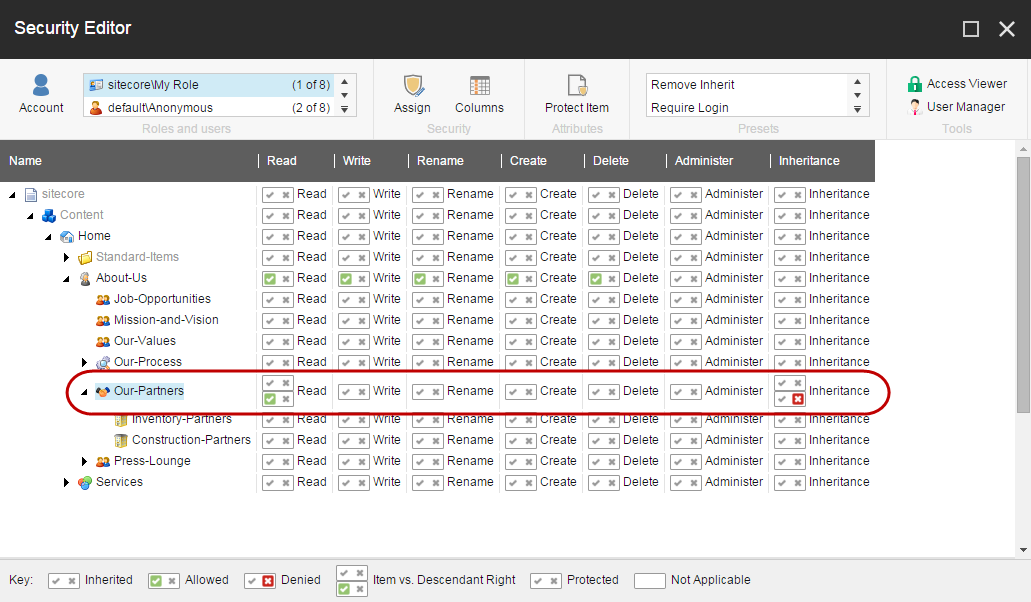 Security Editor
Account
sitecore\My Role (1 of 8)
default\Anonymous (2 of 8)
Roles and users
Assign Columns
Security
Protect Item
Attributes
Remove Inherit
Require Login
Presets
Access Viewer
User Manager
Tools
Name Read Write Rename Create Delete Administer Inheritance
sitecore Read Write Rename Create Delete Administer Inheritance
Content Read Write Rename Create Delete Administer Inheritance
Home Read Write Rename Create Delete Administer Inheritance
Standard-Items Read Write Rename Create Delete Administer Inheritance
About-Us Read Write Rename Create Delete Administer Inheritance
Job-Opportunities Read Write Rename Create Delete Administer Inheritance
Mission-and-Vision Read Write Rename Create Delete Administer Inheritance
Our-Values Read Write Rename Create Delete Administer Inheritance
Our-Process Read Write Rename Create Delete Administer Inheritance
Our-Partners Read Write Rename Create Delete Administer Inheritance
Inventory-Partners Read Write Rename Create Delete Administer Inheritance
Construction-Partners Read Write Rename Create Delete Administer Inheritance
Press-Lounge Read Write Rename Create Delete Administer Inheritance
Services Read Write Rename Create Delete Administer Inheritance
Key: Inherited Allowed Denied Item vs. Descendant Right Protected Not Applicable